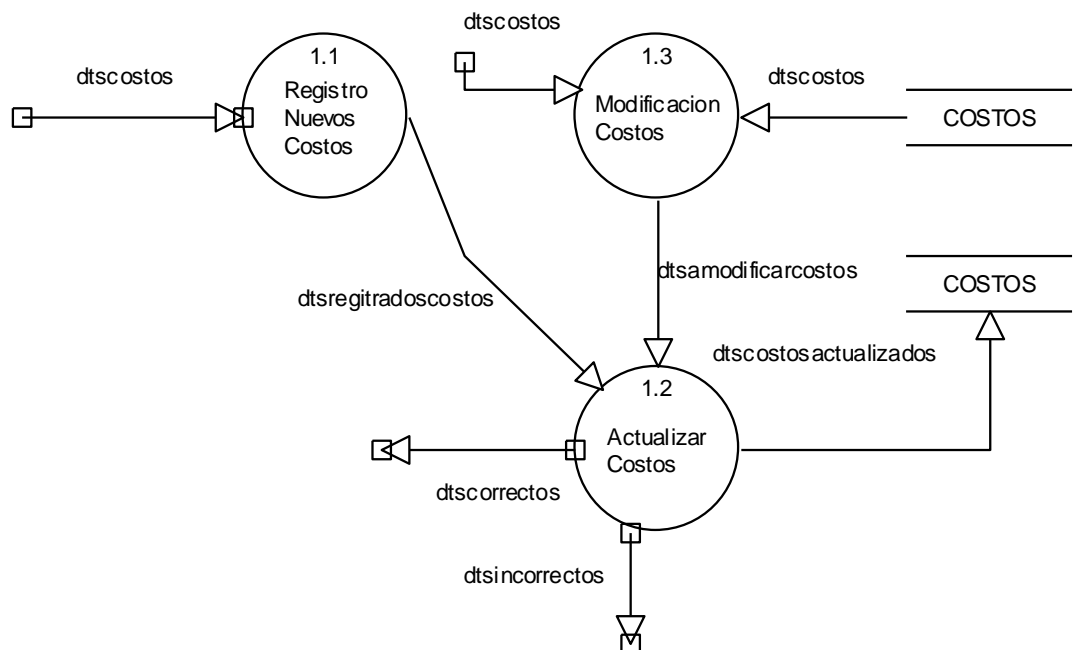 dtscostos
1.1
1.3
dtscostos
dtscostos
Registro
Nuevos
Costos
Modificacion
Costos
COSTOS
dtsamodificarcostos
COSTOS
dtsregitradoscostos
dtscostosactualizados
1.2
Actualizar
Costos
dtscorrectos
dtsincorrectos